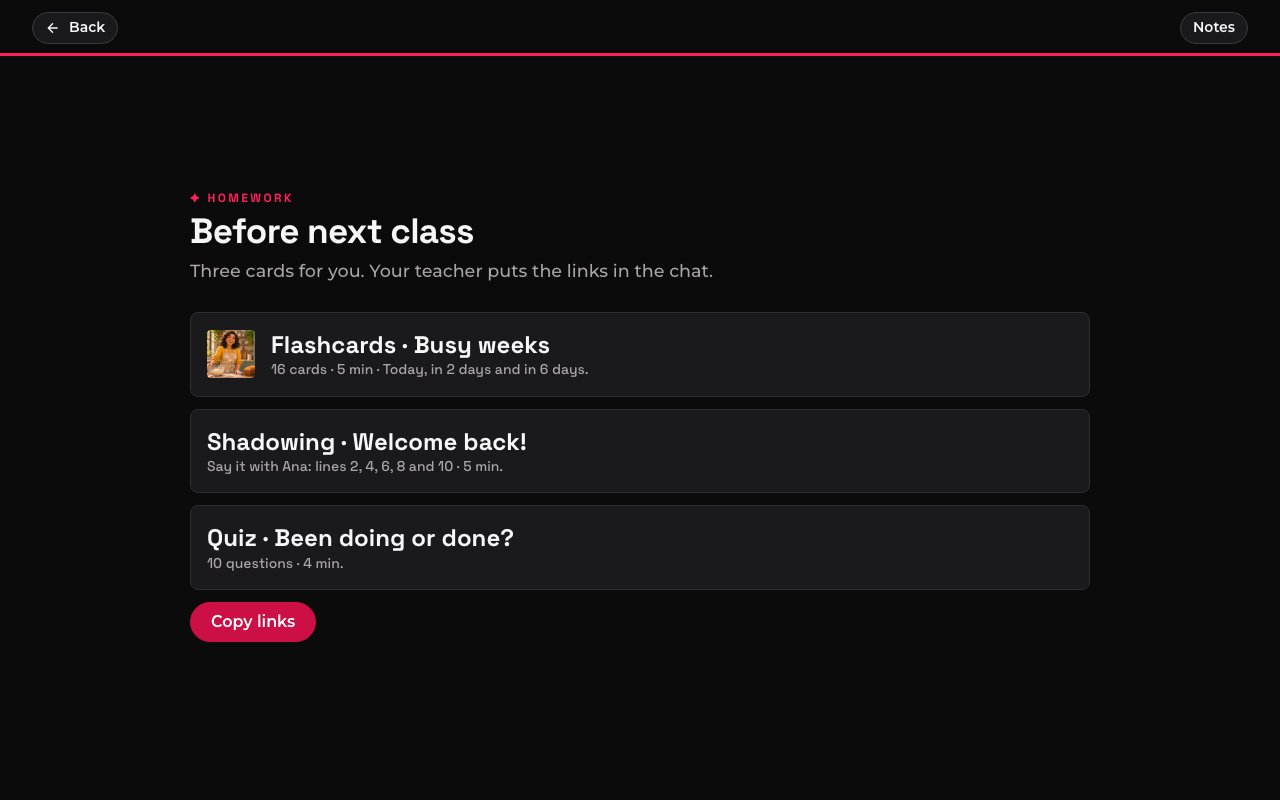 ← Back
Notes
✦ HOMEWORK
Before next class
Three cards for you. Your teacher puts the links in the chat.
Flashcards · Busy weeks
16 cards · 5 min · Today, in 2 days and in 6 days.
Shadowing · Welcome back!
Say it with Ana: lines 2, 4, 6, 8 and 10 · 5 min.
Quiz · Been doing or done?
10 questions · 4 min.
Copy links